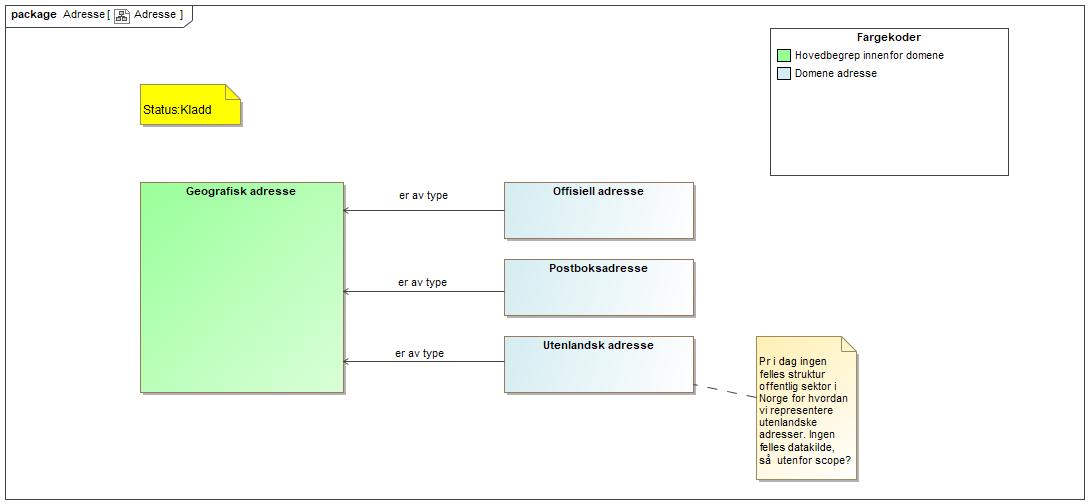 package Adresse [ Adresse ]
Fargekoder
Hovedbegrep innenfor domene
Domene adresse
Status:Kladd
Geografisk adresse
er av type
Offisiell adresse
er av type
Postboksadresse
er av type
Utenlandsk adresse
Pr i dag ingen
felles struktur
offentlig sektor i
Norge for hvordan
vi representere
utenlandske
adresser. Ingen
felles datakilde,
så utenfor scope?